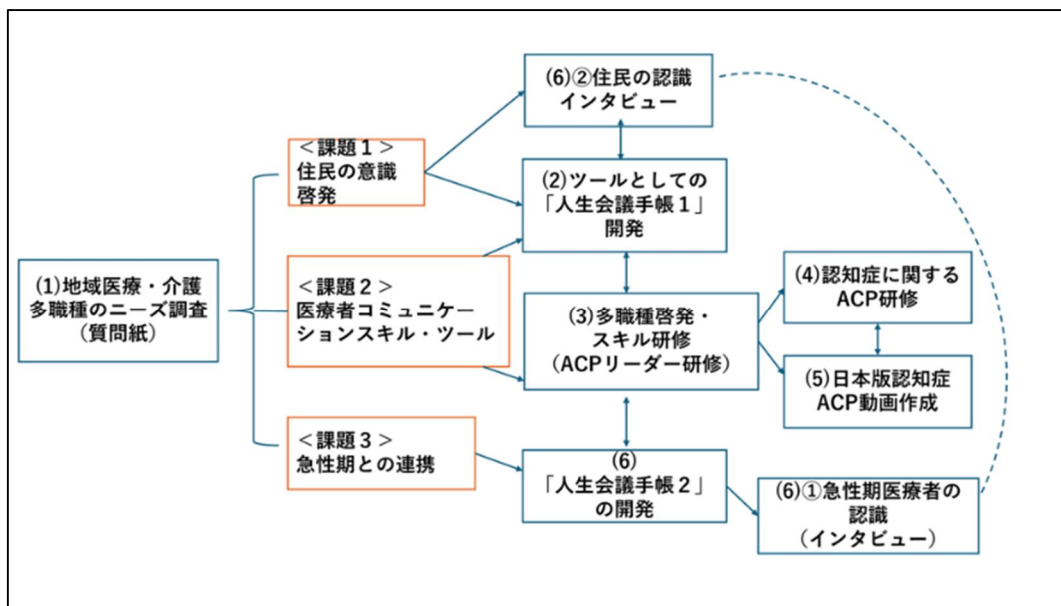 (1)地域医療・介護
多職種のニーズ調査
(質問紙)
<課題１>
住民の意識
啓発
<課題２>
医療者コミュニケー
ションスキル・ツール
<課題３>
急性期との連携
(6)②住民の認識
インタビュー
(2)ツールとしての
「人生会議手帳１」
開発
(3)多職種啓発・
スキル研修
(ACPリーダー研修)
(6)
「人生会議手帳２」
の開発
(4)認知症に関する
ACP研修
(5)日本版認知症
ACP動画作成
(6)①急性期医療者の
認識
(インタビュー)